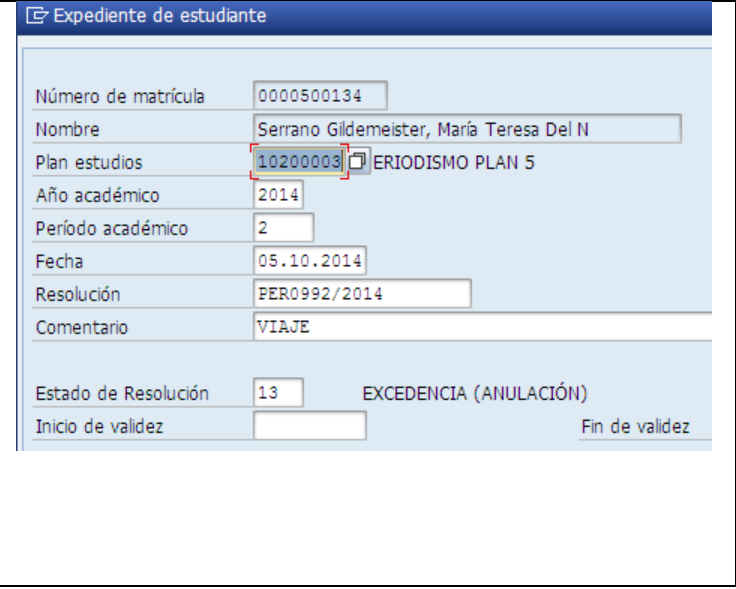 Expediente de estudiante
Número de matrícula 0000500134
Nombre Serrano Gildemeister, María Teresa Del N
Plan estudios 10200003 ERIODISMO PLAN 5
Año académico 2014
Período académico 2
Fecha 05.10.2014
Resolución PER0992/2014
Comentario VIAJE
Estado de Resolución 13 EXCEDENCIA (ANULACIÓN)
Inicio de validez Fin de validez